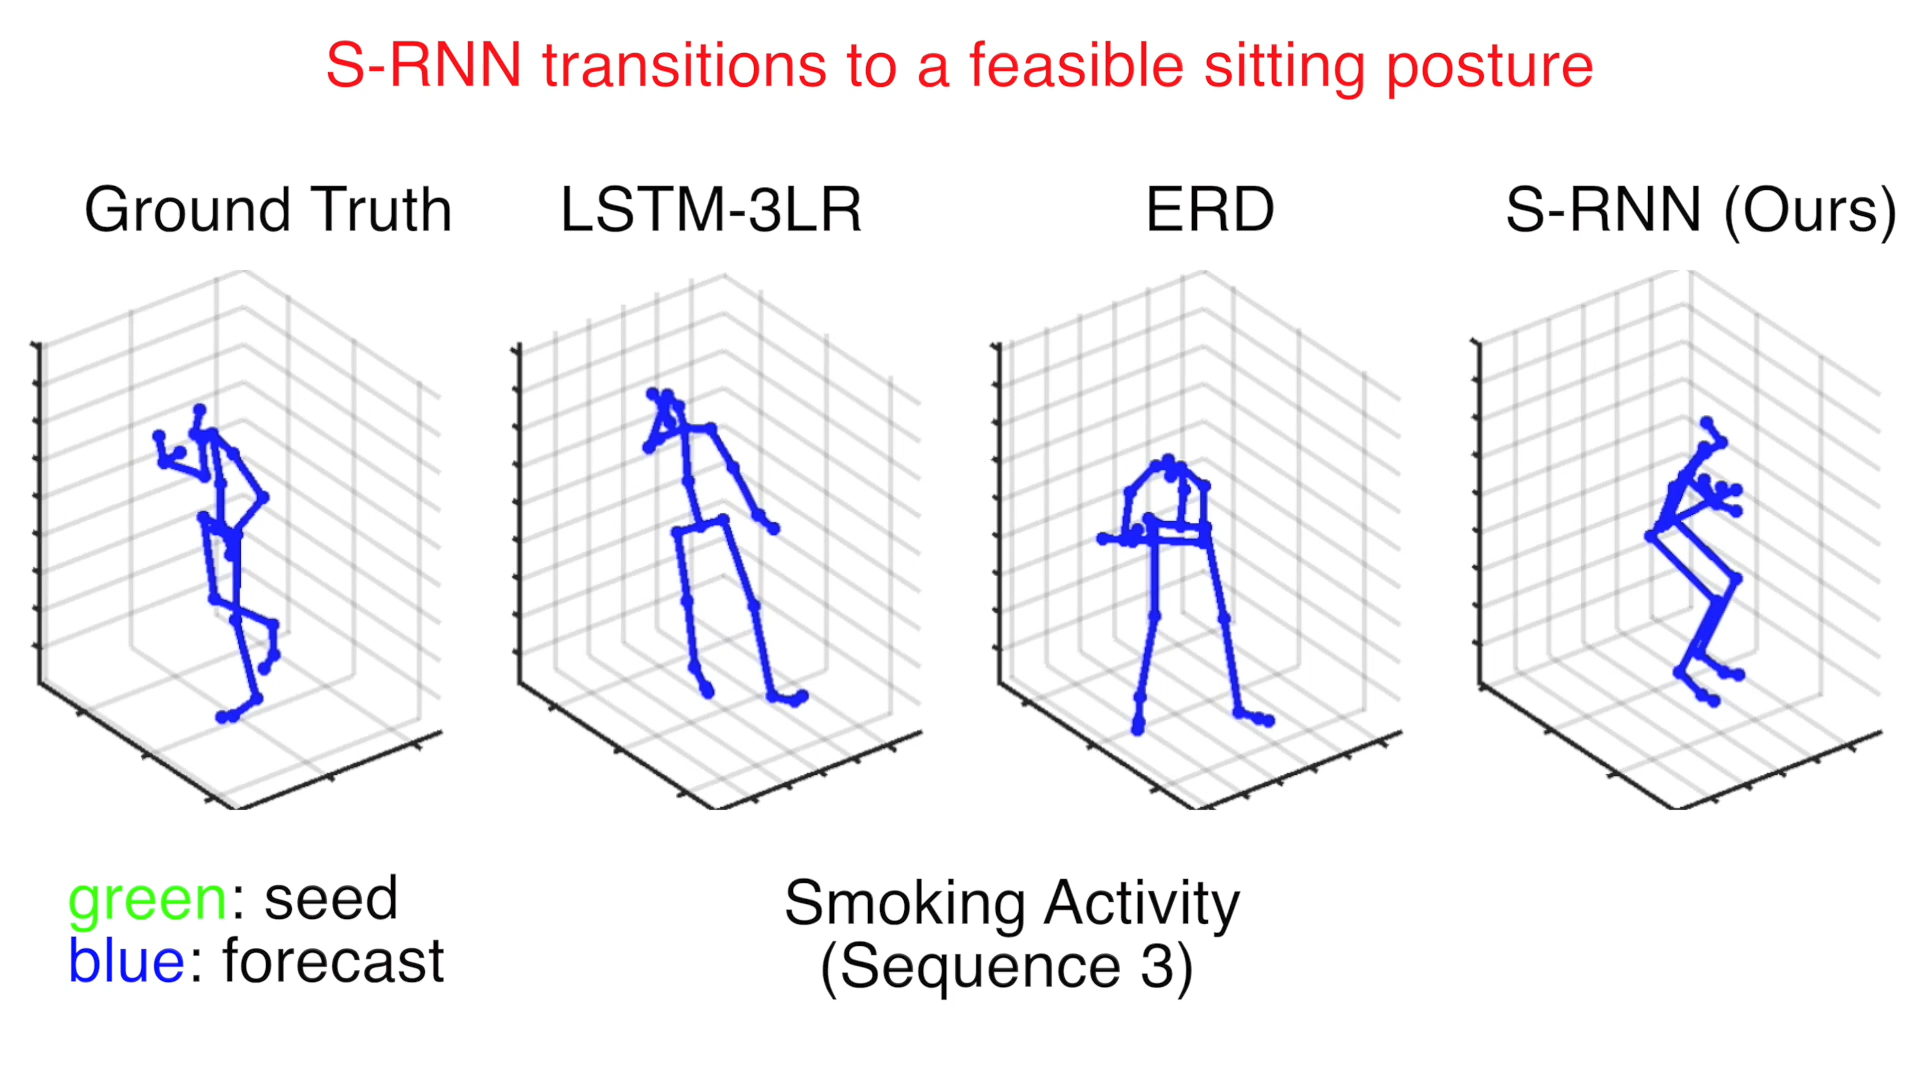 S-RNN transitions to a feasible sitting posture
Ground Truth
LSTM-3LR
ERD
S-RNN (Ours)
green: seed
blue: forecast
Smoking Activity
(Sequence 3)